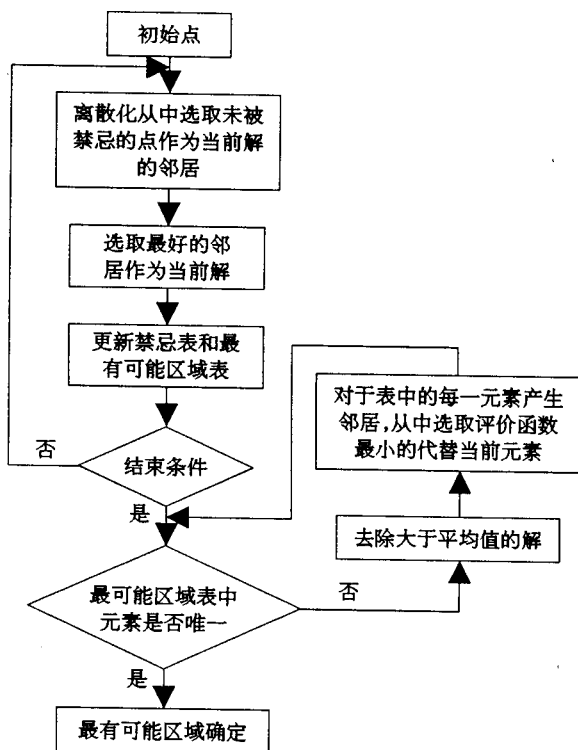 初始点
离散化从中选取未被
禁忌的点作为当前解
的邻居
选取最好的邻
居作为当前解
更新禁忌表和最
有可能区域表
否
结束条件
是
对于表中的每一元素产生
邻居,从中选取评价函数
最小的代替当前元素
去除大于平均值的解
最可能区域表中
元素是否唯一
否
是
最有可能区域确定